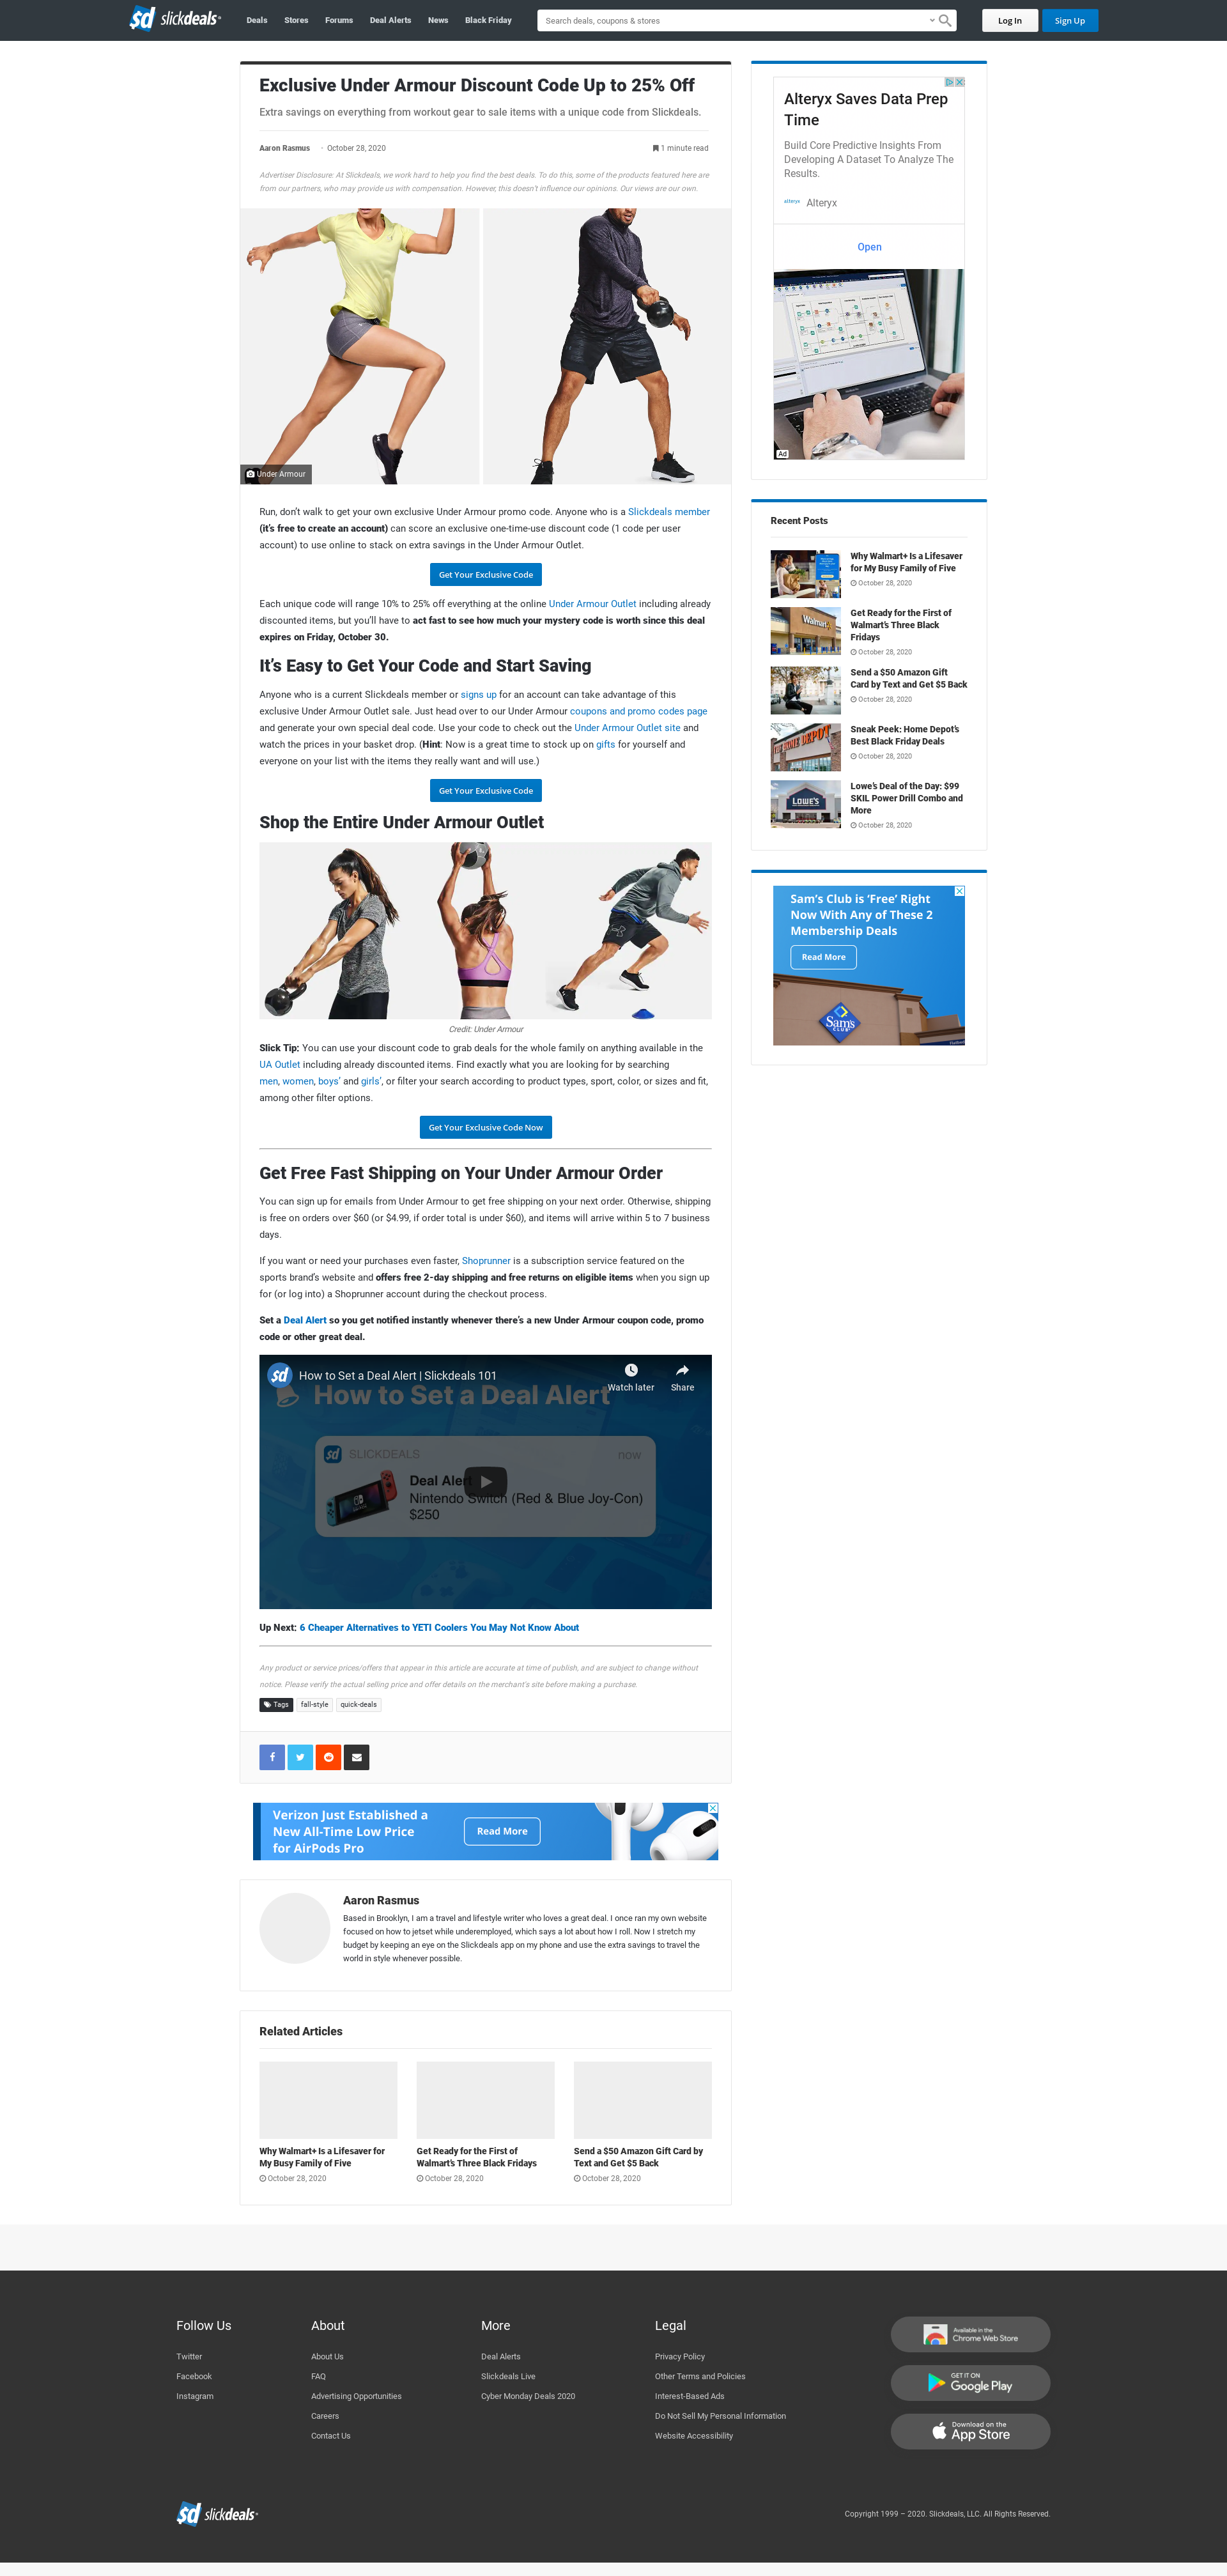 slickdeals
Deals
Stores
Forums
Deal Alerts
News
Black Friday
Search deals, coupons & stores
Log In
Sign Up
Exclusive Under Armour Discount Code Up to 25% Off
Extra savings on everything from workout gear to sale items with a unique code from Slickdeals.
Aaron Rasmus
October 28, 2020
1 minute read
Advertiser Disclosure: At Slickdeals, we work hard to help you find the best deals. To do this, some of the products featured here are
from our partners, who may provide us with compensation. However, this doesn't influence our opinions. Our views are our own.
Under Armour
Run, don't walk to get your own exclusive Under Armour promo code. Anyone who is a Slickdeals member
(it's free to create an account) can score an exclusive one-time-use discount code (1 code per user
account) to use online to stack on extra savings in the Under Armour Outlet.
Get Your Exclusive Code
Each unique code will range 10% to 25% off everything at the online Under Armour Outlet including already
discounted items, but you'll have to act fast to see how much your mystery code is worth since this deal
expires on Friday, October 30.
It's Easy to Get Your Code and Start Saving
Anyone who is a current Slickdeals member or signs up for an account can take advantage of this
exclusive Under Armour Outlet sale. Just head over to our Under Armour coupons and promo codes page
and generate your own special deal code. Use your code to check out the Under Armour Outlet site and
watch the prices in your basket drop. (Hint: Now is a great time to stock up on gifts for yourself and
everyone on your list with the items they really want and will use.)
Get Your Exclusive Code
Shop the Entire Under Armour Outlet
Credit: Under Armour
Slick Tip: You can use your discount code to grab deals for the whole family on anything available in the
UA Outlet including already discounted items. Find exactly what you are looking for by searching
men, women, boys' and girls', or filter your search according to product types, sport, color, or sizes and fit,
among other filter options.
Get Your Exclusive Code Now
Get Free Fast Shipping on Your Under Armour Order
You can sign up for emails from Under Armour to get free shipping on your next order. Otherwise, shipping
is free on orders over $60 (or $4.99, if order total is under $60), and items will arrive within 5 to 7 business
days.
If you want or need your purchases even faster, Shoprunner is a subscription service featured on the
sports brand's website and offers free 2-day shipping and free returns on eligible items when you sign up
for (or log into) a Shoprunner account during the checkout process.
Set a Deal Alert so you get notified instantly whenever there's a new Under Armour coupon code, promo
code or other great deal.
How to Set a Deal Alert | Slickdeals 101
Watch later
Share
How to Set a Deal Alert
SLICKDEALS
now
Deal Alert
Nintendo Switch (Red & Blue Joy-Con)
$250
Up Next: 6 Cheaper Alternatives to YETI Coolers You May Not Know About
Any product or service prices/offers that appear in this article are accurate at time of publish, and are subject to change without
notice. Please verify the actual selling price and offer details on the merchant's site before making a purchase.
Tags
fall-style
quick-deals
Verizon Just Established a
New All-Time Low Price
for AirPods Pro
Read More
Aaron Rasmus
Based in Brooklyn, I am a travel and lifestyle writer who loves a great deal. I once ran my own website
focused on how to jetset while underemployed, which says a lot about how I roll. Now I stretch my
budget by keeping an eye on the Slickdeals app on my phone and use the extra savings to travel the
world in style whenever possible.
Related Articles
Why Walmart+ Is a Lifesaver for
My Busy Family of Five
October 28, 2020
Get Ready for the First of
Walmart's Three Black Fridays
October 28, 2020
Send a $50 Amazon Gift Card by
Text and Get $5 Back
October 28, 2020
Alteryx Saves Data Prep
Time
Build Core Predictive Insights From
Developing A Dataset To Analyze The
Results.
alteryx
Alteryx
Open
Ad
Recent Posts
Why Walmart+ Is a Lifesaver
for My Busy Family of Five
October 28, 2020
Walmart
Get Ready for the First of
Walmart's Three Black
Fridays
October 28, 2020
Send a $50 Amazon Gift
Card by Text and Get $5 Back
October 28, 2020
THE HOME DEPOT
Sneak Peek: Home Depot's
Best Black Friday Deals
October 28, 2020
LOWE'S
Lowe's Deal of the Day: $99
SKIL Power Drill Combo and
More
October 28, 2020
Sam's Club is 'Free' Right
Now With Any of These 2
Membership Deals
Read More
Sam's
CLUB
Follow Us
Twitter
Facebook
Instagram
About
About Us
FAQ
Advertising Opportunities
Careers
Contact Us
More
Deal Alerts
Slickdeals Live
Cyber Monday Deals 2020
Legal
Privacy Policy
Other Terms and Policies
Interest-Based Ads
Do Not Sell My Personal Information
Website Accessibility
Available in the
Chrome Web Store
GET IT ON
Google Play
Download on the
App Store
slickdeals
Copyright 1999 – 2020. Slickdeals, LLC. All Rights Reserved.